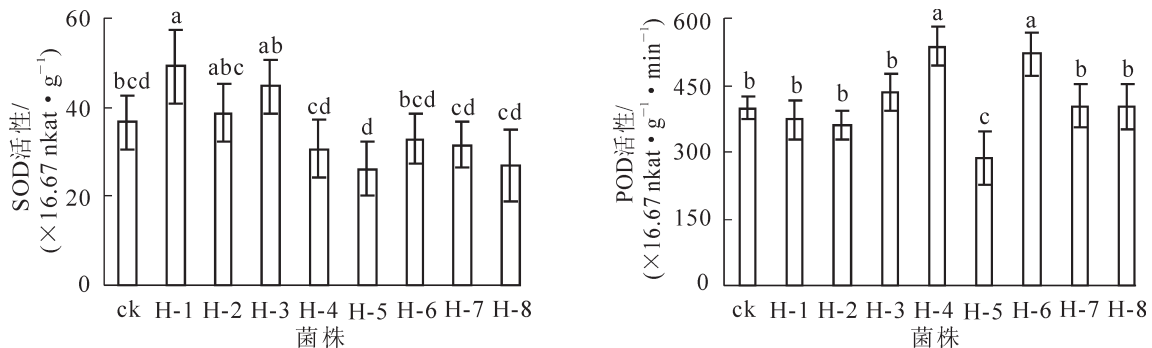 SOD活性/
(×16.67 nkat·g⁻¹)
60
40
20
0
bcd a abc ab cd d bcd cd cd
ck H-1 H-2 H-3 H-4 H-5 H-6 H-7 H-8
菌株
POD活性/
(×16.67 nkat·g⁻¹·min⁻¹)
600
450
300
150
0
b b b b a c a b b
ck H-1 H-2 H-3 H-4 H-5 H-6 H-7 H-8
菌株